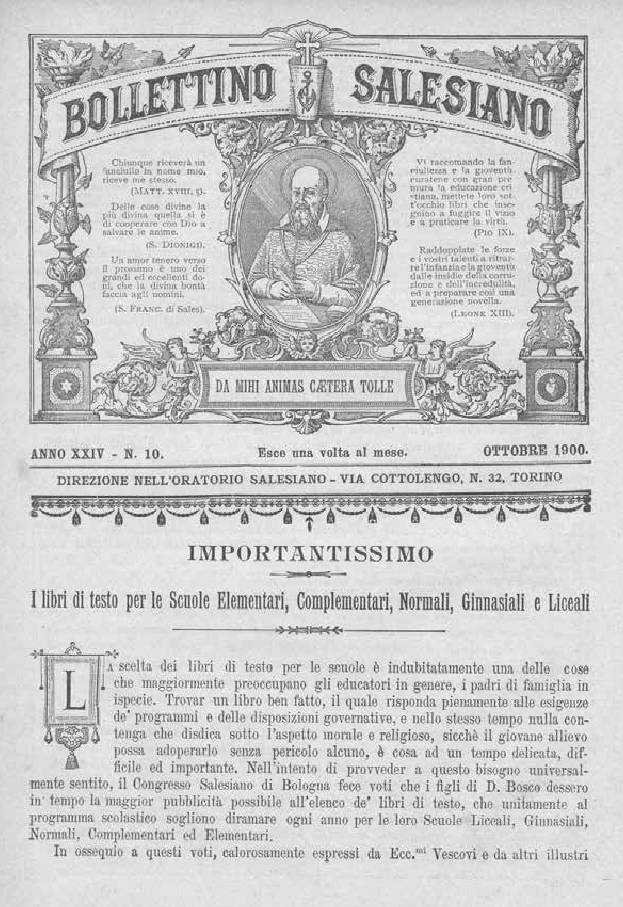 BOLLETTINO SALESIANO
Chiunque riceverà un
fanciullo in nome mio,
riceve me stesso.
(MATT. XVIII, 5).
Delle cose divine la
più divina quella si è
di cooperare con Dio a
salvare le anime.
(S. DIONIGI).
Un amor tenero verso
il prossimo è uno dei
grandi ed eccellenti do-
ni, che la divina bontà
faccia agli uomini.
(S. FRANC. di Sales).
Vi raccomando la fan-
ciullezza e la gioventù,
curatene con gran pre-
mura la educazione cri-
stiana, mettete loro sot-
t'occhio libri che inse-
gnino a fuggire il vizio
e a praticare la virtù.
(PIO IX).
Raddoppiate le forze
e i vostri talenti a ritrar-
re l'infanzia e la gioventù
dalle insidie della corru-
zione e dell'incredulità,
ed a preparare così una
generazione novella.
(LEONE XIII).
DA MIHI ANIMAS CÆTERA TOLLE
ANNO XXIV - N. 10. Esce una volta al mese. OTTOBRE 1900.
DIREZIONE NELL'ORATORIO SALESIANO - VIA COTTOLENGO, N. 32, TORINO
IMPORTANTISSIMO
I libri di testo per le Scuole Elementari, Complementari, Normali, Ginnasiali e Liceali
LA scelta dei libri di testo per le scuole è indubitatamente una delle cose
che maggiormente preoccupano gli educatori in genere, i padri di famiglia in
ispecie. Trovar un libro ben fatto, il quale risponda pienamente alle esigenze
de' programmi e delle disposizioni governative, e nello stesso tempo nulla con-
tenga che disdica sotto l'aspetto morale e religioso, sicchè il giovane allievo
possa adoperarlo senza pericolo alcuno, è cosa ad un tempo delicata, dif-
ficile ed importante. Nell'intento di provveder a questo bisogno universal-
mente sentito, il Congresso Salesiano di Bologna fece voti che i figli di D. Bosco dessero
in tempo la maggior pubblicità possibile all'elenco de' libri di testo, che unitamente al
programma scolastico sogliono diramare ogni anno per le loro Scuole Liceali, Ginnasiali,
Normali, Complementari ed Elementari.
In ossequio a questi voti, calorosamente espressi da Ecc.mi Vescovi e da altri illustri